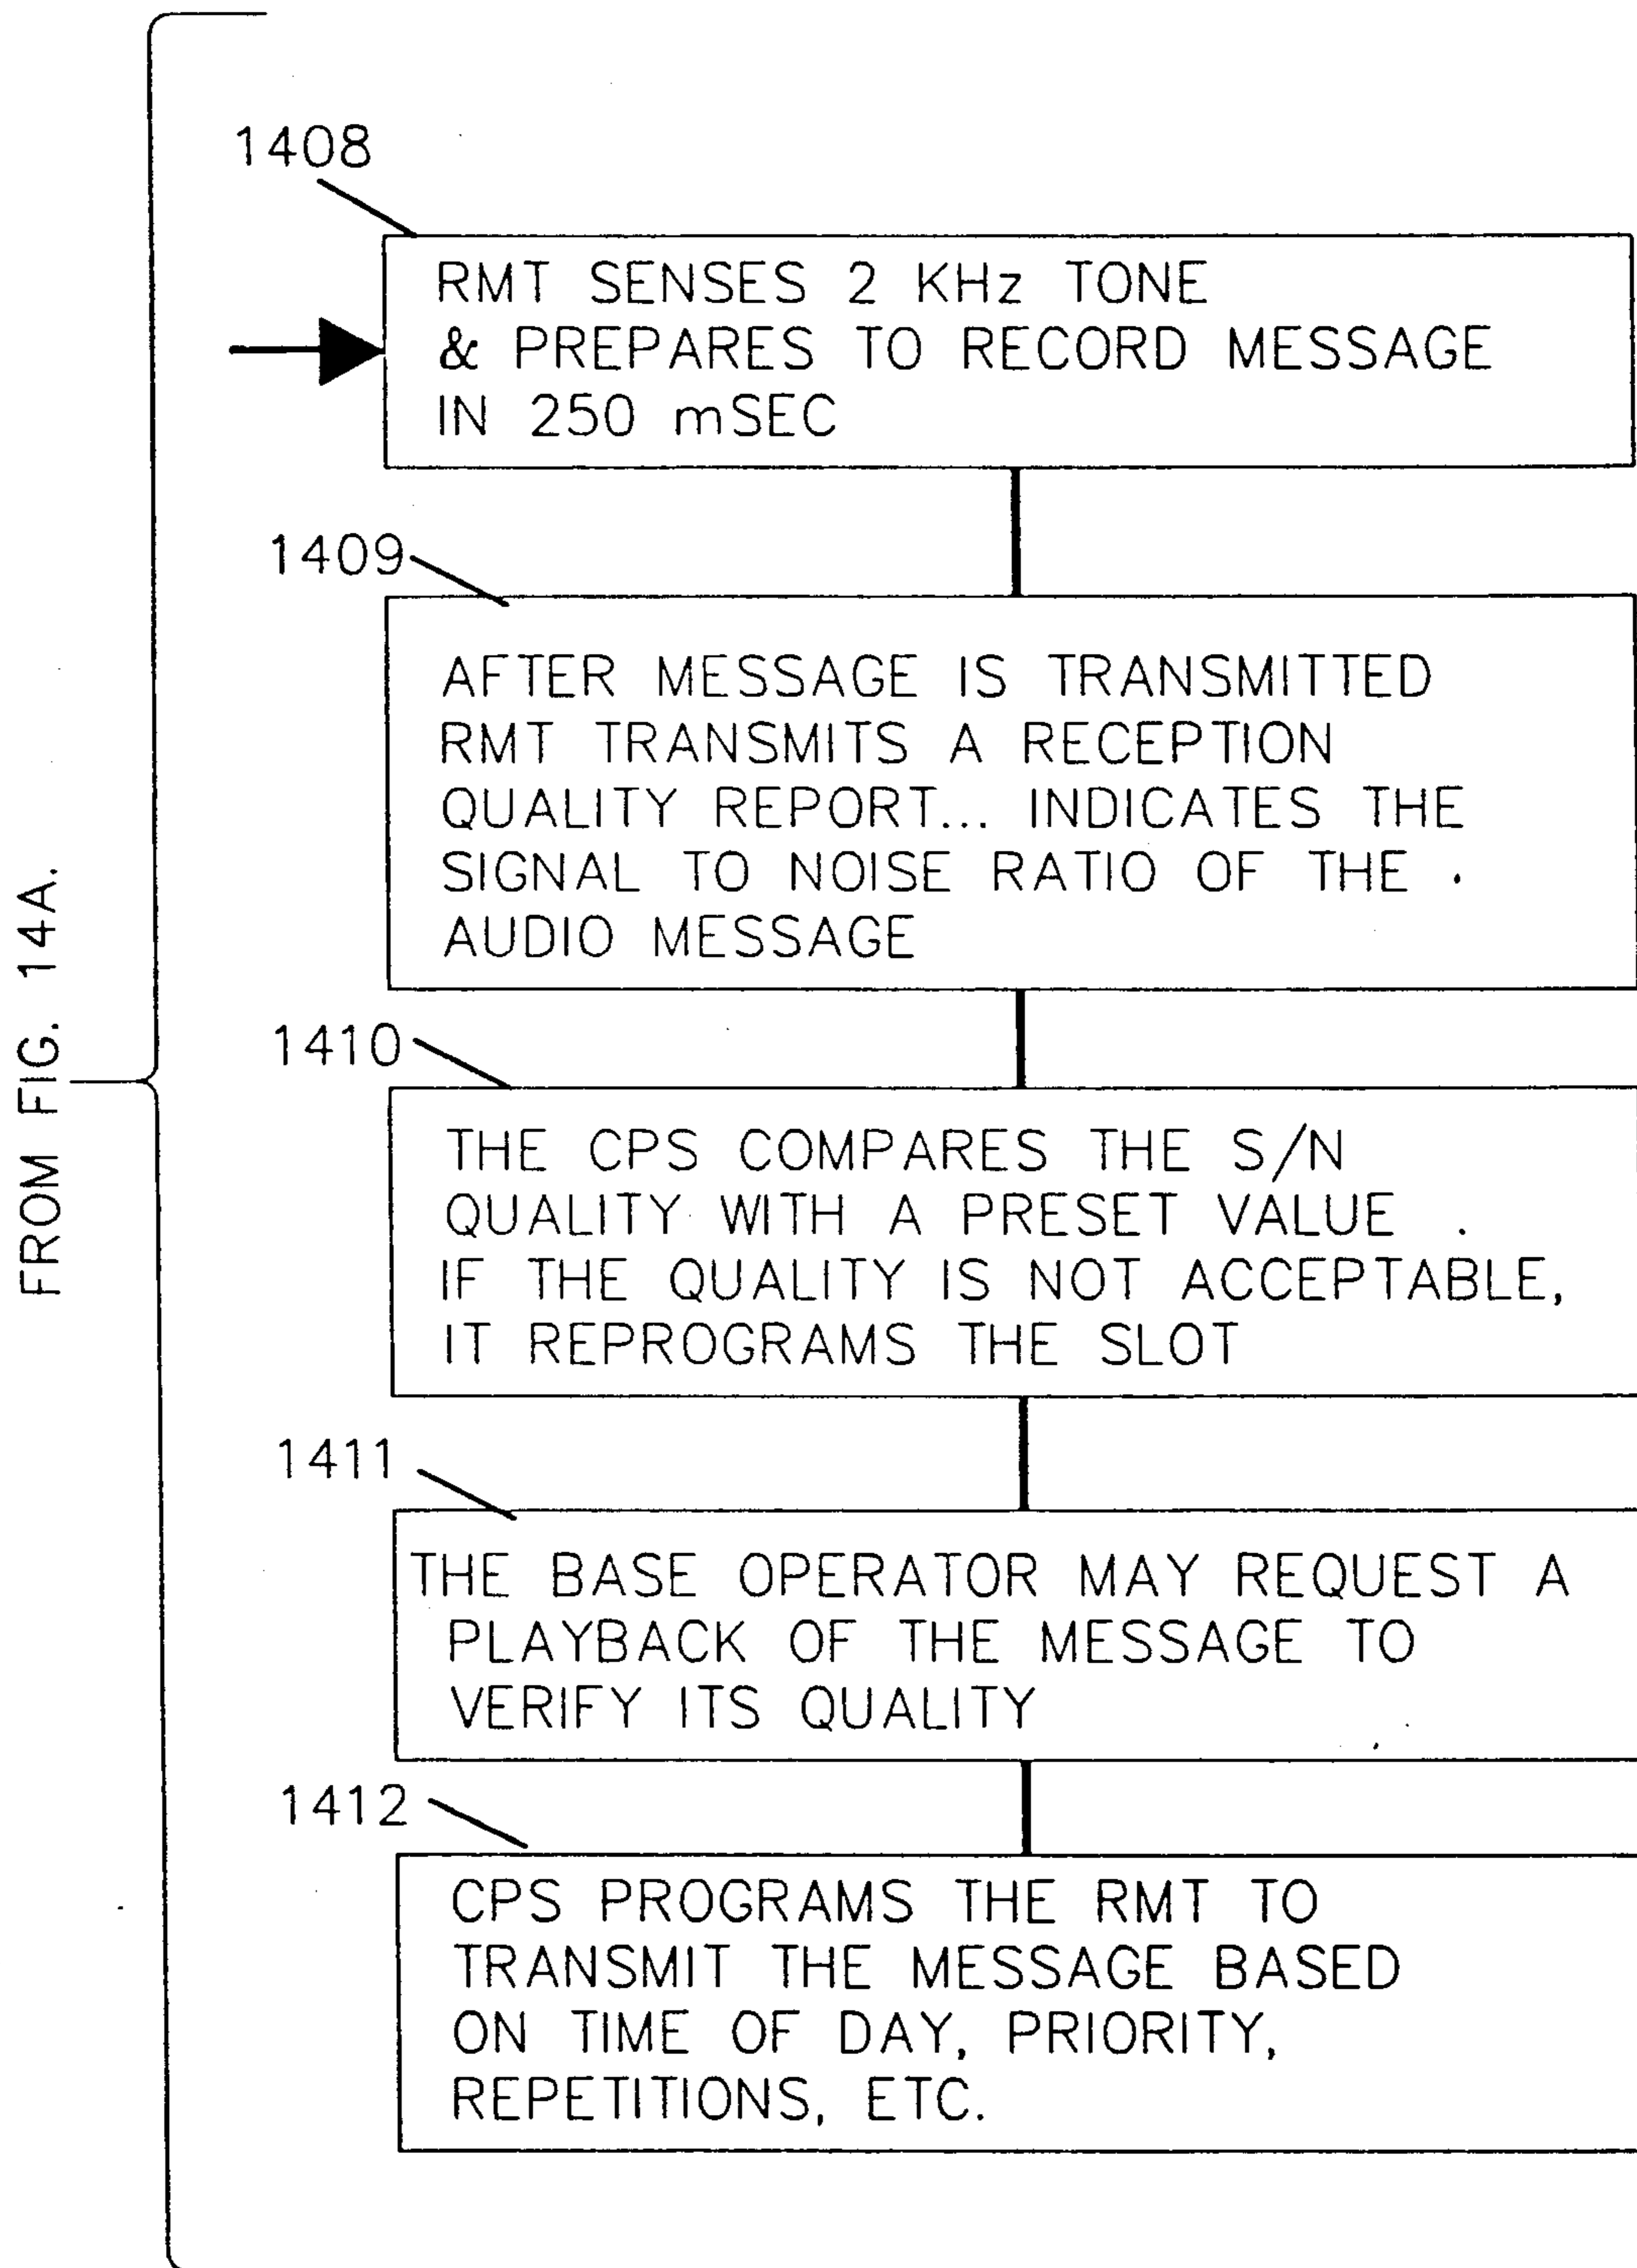 FROM FIG. 14A.
1408
RMT SENSES 2 KHz TONE
& PREPARES TO RECORD MESSAGE
IN 250 mSEC
1409
AFTER MESSAGE IS TRANSMITTED
RMT TRANSMITS A RECEPTION
QUALITY REPORT... INDICATES THE
SIGNAL TO NOISE RATIO OF THE
AUDIO MESSAGE
1410
THE CPS COMPARES THE S/N
QUALITY WITH A PRESET VALUE .
IF THE QUALITY IS NOT ACCEPTABLE,
IT REPROGRAMS THE SLOT
1411
THE BASE OPERATOR MAY REQUEST A
PLAYBACK OF THE MESSAGE TO
VERIFY ITS QUALITY
1412
CPS PROGRAMS THE RMT TO
TRANSMIT THE MESSAGE BASED
ON TIME OF DAY, PRIORITY,
REPETITIONS, ETC.